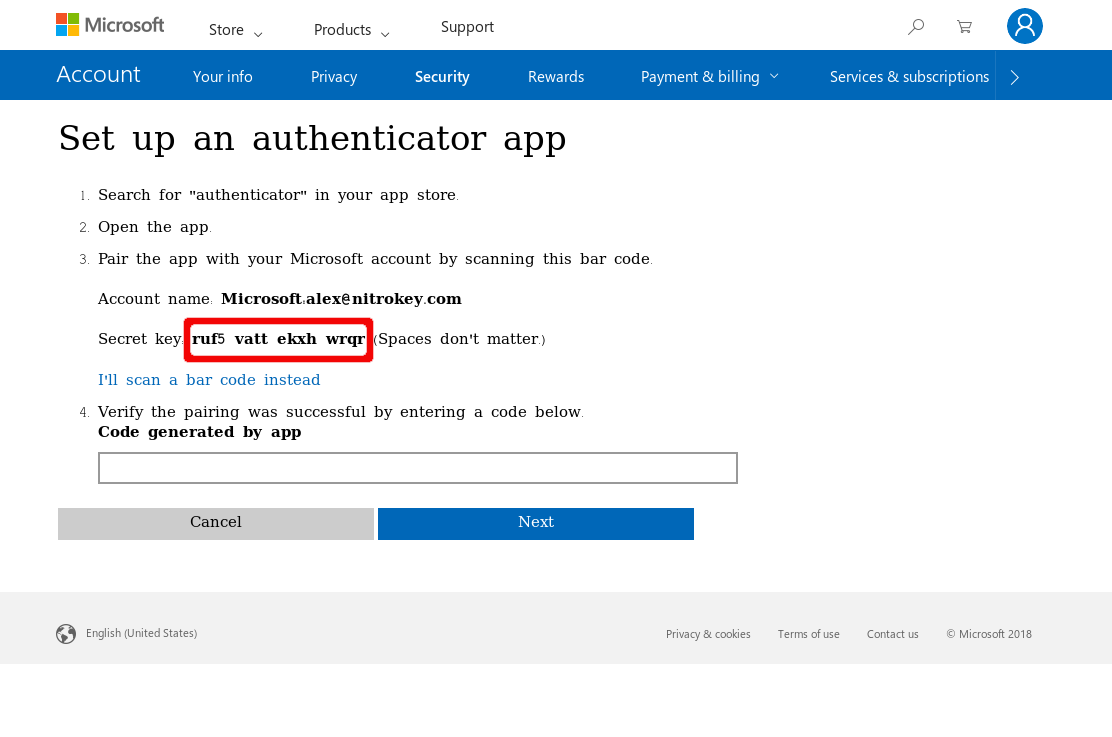 Microsoft Store Products Support
Account Your info Privacy Security Rewards Payment & billing Services & subscriptions
Set up an authenticator app
1. Search for "authenticator" in your app store.
2. Open the app.
3. Pair the app with your Microsoft account by scanning this bar code.
Account name: Microsoft:alex@nitrokey.com
Secret key: ruf5 vatt ekxh wrqr (Spaces don't matter.)
I'll scan a bar code instead
4. Verify the pairing was successful by entering a code below.
Code generated by app
Cancel Next
English (United States) Privacy & cookies Terms of use Contact us © Microsoft 2018